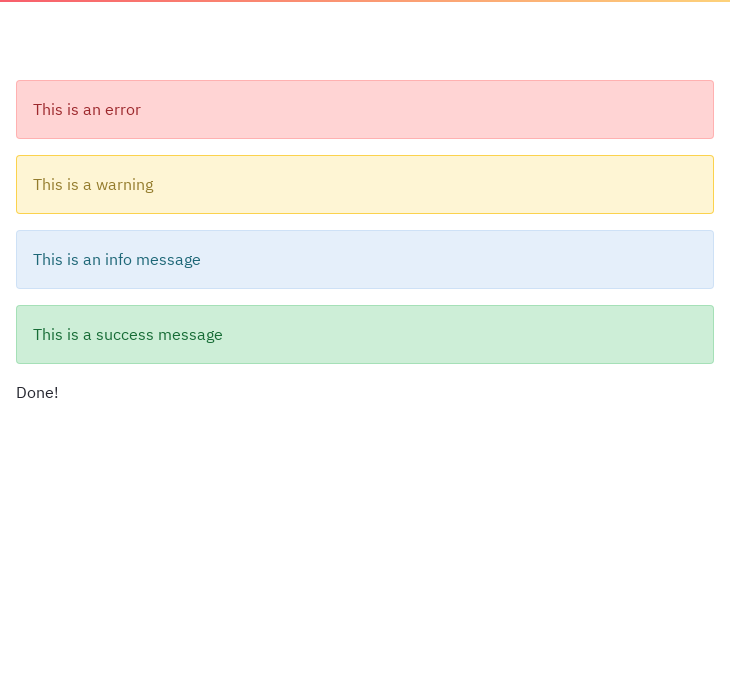 This is an error
This is a warning
This is an info message
This is a success message
Done!